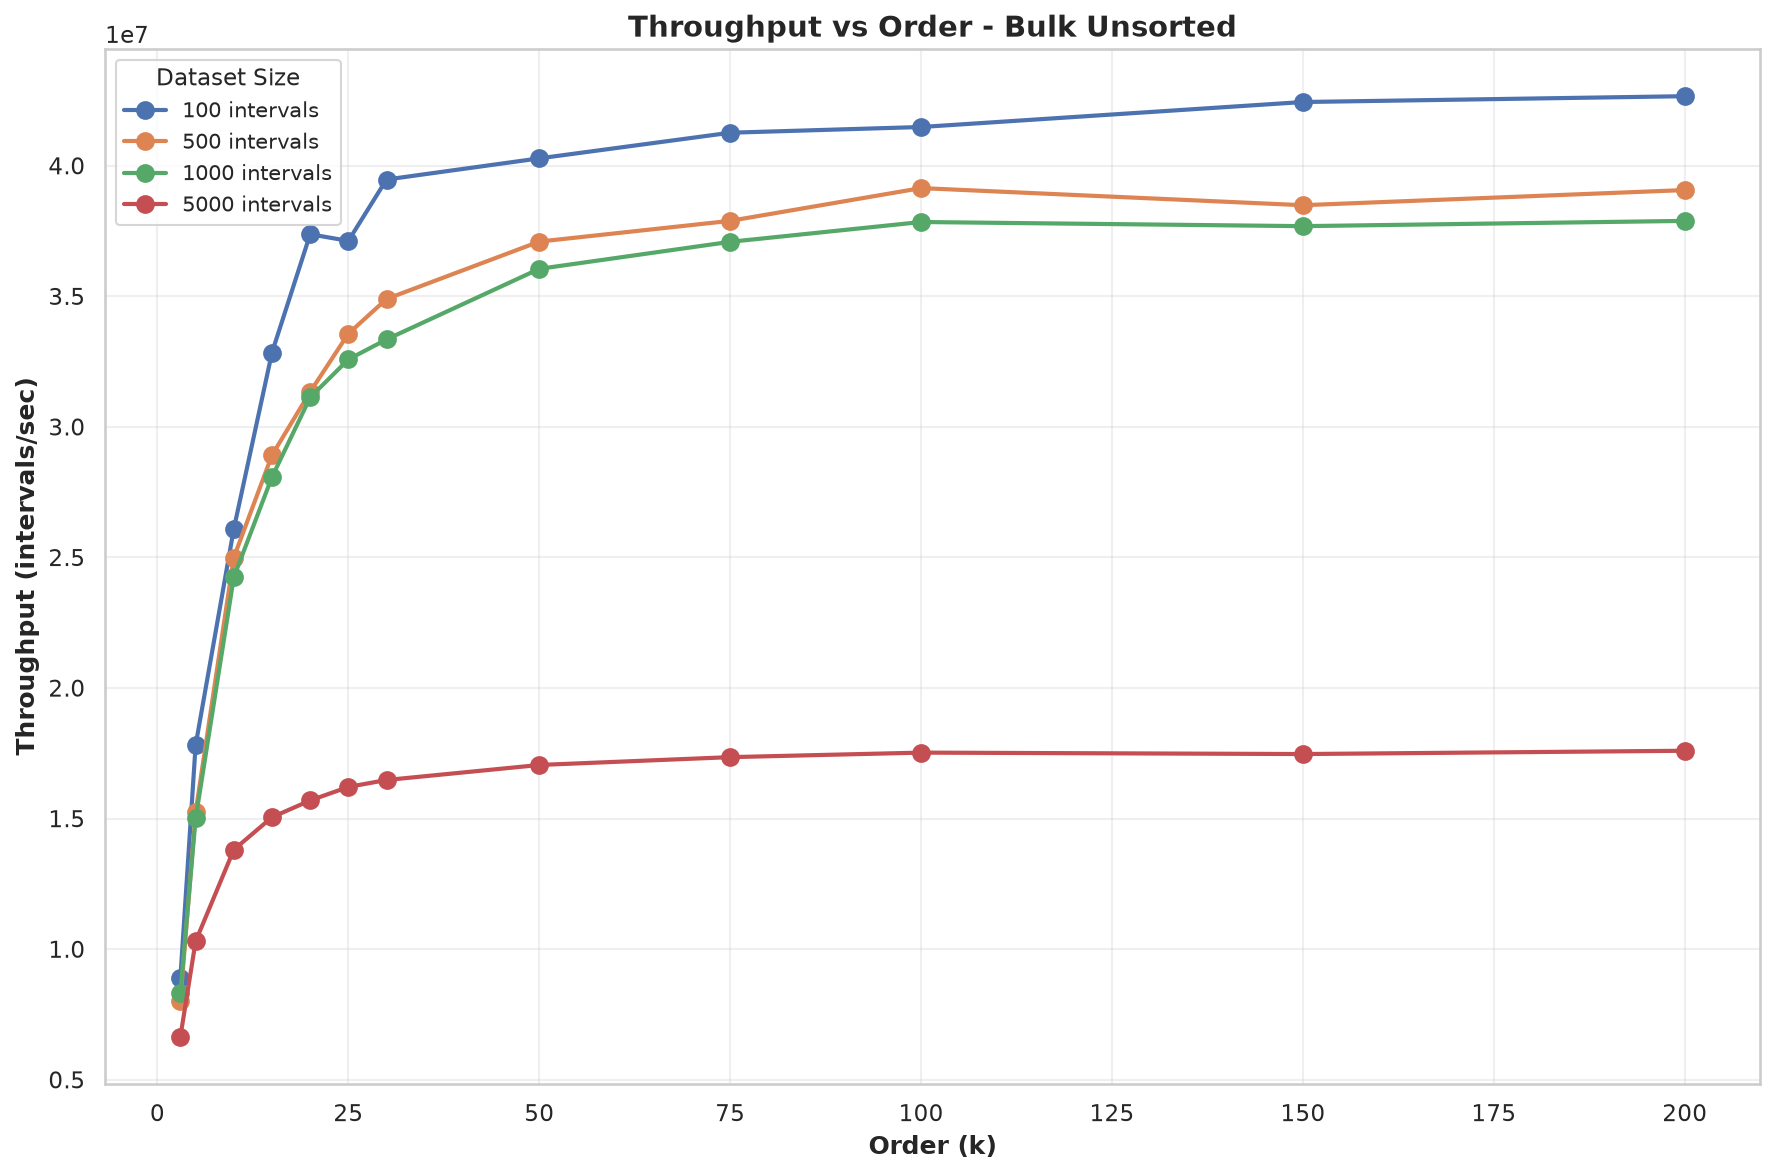 Throughput vs Order - Bulk Unsorted
1e7
Dataset Size
100 intervals
500 intervals
1000 intervals
5000 intervals
4.0
3.5
3.0
2.5
2.0
1.5
1.0
0.5
Throughput (intervals/sec)
0 25 50 75 100 125 150 175 200
Order (k)